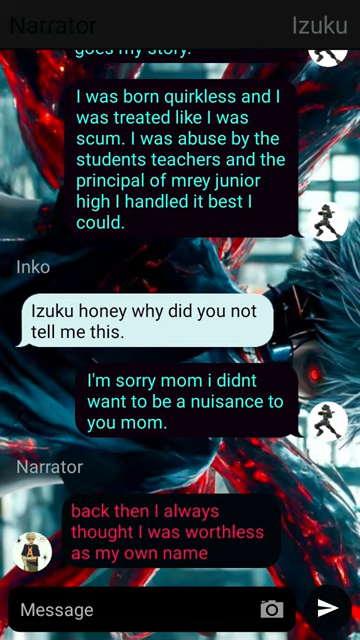 Narrator
Izuku
goes my story.
I was born quirkless and I
was treated like I was
scum. I was abuse by the
students teachers and the
principal of mrey junior
high I handled it best I
could.
Inko
Izuku honey why did you not
tell me this.
I'm sorry mom i didnt
want to be a nuisance to
you mom.
Narrator
back then I always
thought I was worthless
as my own name
Message